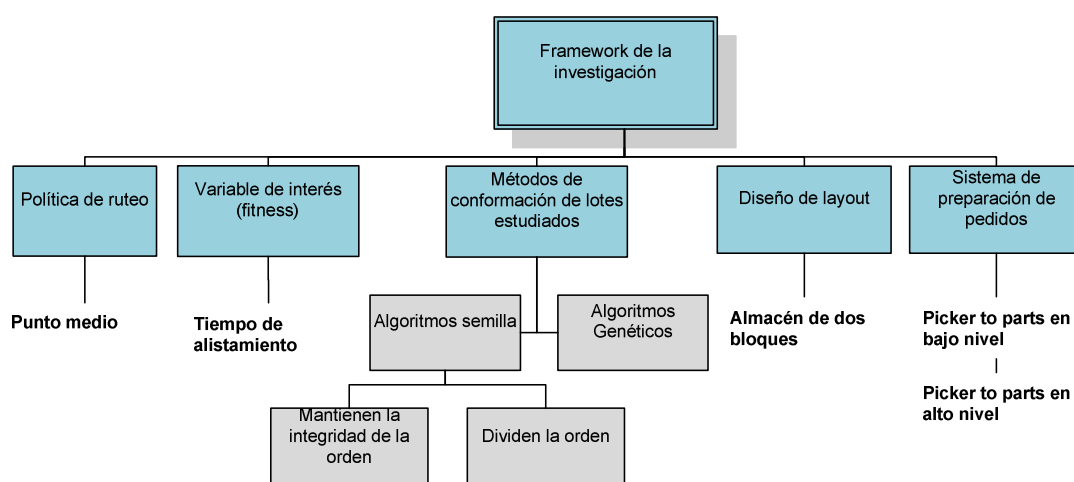 Framework de la
investigación
Política de ruteo
Variable de interés
(fitness)
Métodos de
conformación de lotes
estudiados
Diseño de layout
Sistema de
preparación de
pedidos
Punto medio
Tiempo de
alistamiento
Algoritmos semilla
Algoritmos
Genéticos
Almacén de dos
bloques
Picker to parts en
bajo nivel
Picker to parts en
alto nivel
Mantienen la
integridad de la
orden
Dividen la orden